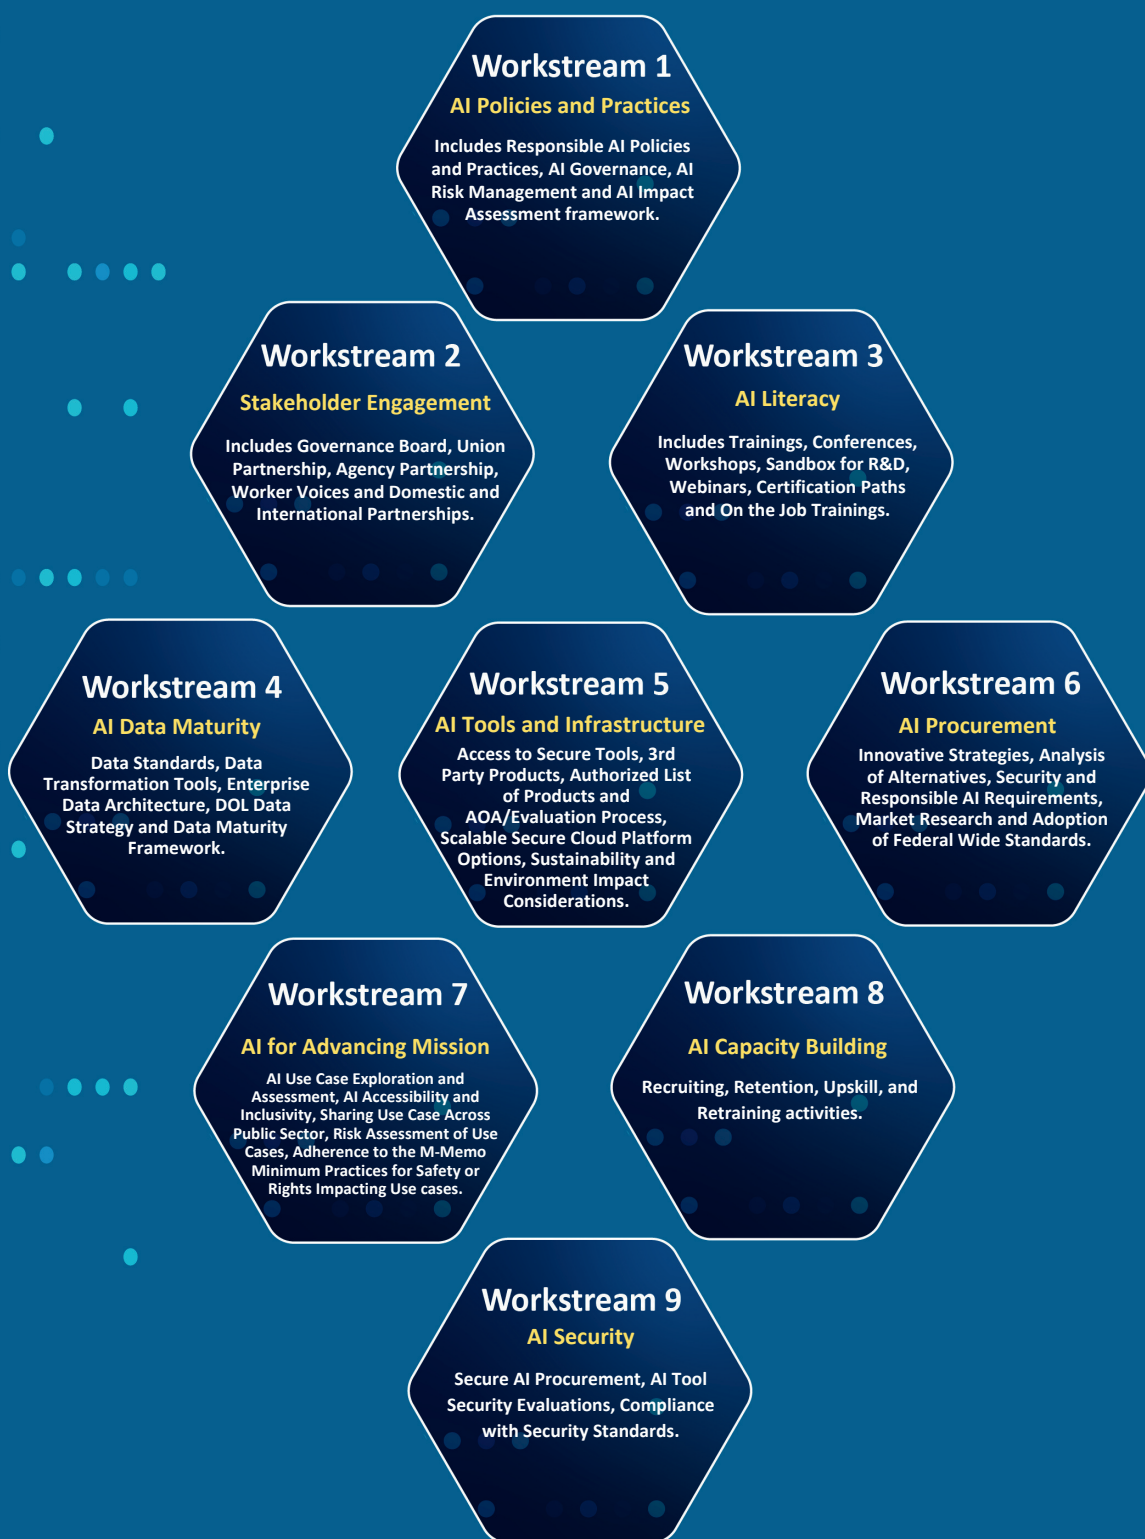 Workstream 1
AI Policies and Practices
Includes Responsible AI Policies
and Practices, AI Governance, AI
Risk Management and AI Impact
Assessment framework.
Workstream 2
Stakeholder Engagement
Includes Governance Board, Union
Partnership, Agency Partnership,
Worker Voices and Domestic and
International Partnerships.
Workstream 3
AI Literacy
Includes Trainings, Conferences,
Workshops, Sandbox for R&D,
Webinars, Certification Paths
and On the Job Trainings.
Workstream 4
AI Data Maturity
Data Standards, Data
Transformation Tools, Enterprise
Data Architecture, DOL Data
Strategy and Data Maturity
Framework.
Workstream 5
AI Tools and Infrastructure
Access to Secure Tools, 3rd
Party Products, Authorized List
of Products and
AOA/Evaluation Process,
Scalable Secure Cloud Platform
Options, Sustainability and
Environment Impact
Considerations.
Workstream 6
AI Procurement
Innovative Strategies, Analysis
of Alternatives, Security and
Responsible AI Requirements,
Market Research and Adoption
of Federal Wide Standards.
Workstream 7
AI for Advancing Mission
AI Use Case Exploration and
Assessment, AI Accessibility and
Inclusivity, Sharing Use Case Across
Public Sector, Risk Assessment of Use
Cases, Adherence to the M-Memo
Minimum Practices for Safety or
Rights Impacting Use cases.
Workstream 8
AI Capacity Building
Recruiting, Retention, Upskill, and
Retraining activities.
Workstream 9
AI Security
Secure AI Procurement, AI Tool
Security Evaluations, Compliance
with Security Standards.